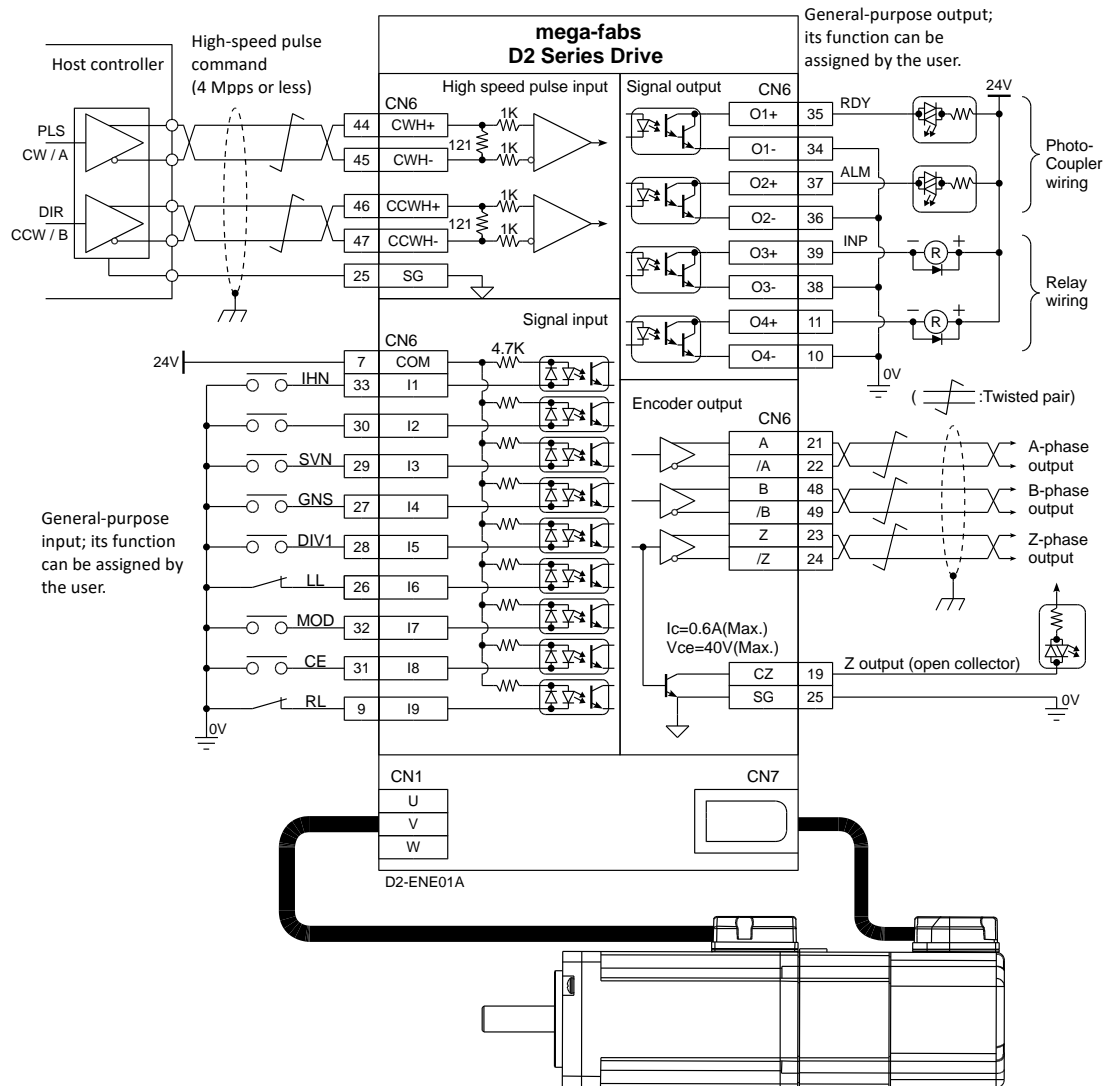 mega-fabs
D2 Series Drive
General-purpose output;
its function can be
assigned by the user.
Host controller
High-speed pulse
command
(4 Mpps or less)
PLS
CW / A
DIR
CCW / B
High speed pulse input
CN6
44 CWH+ 1K
121
45 CWH- 1K
46 CCWH+ 1K
121
47 CCWH- 1K
25 SG
Signal output
CN6
24V
O1+ 35 RDY
O1- 34
O2+ 37 ALM
O2- 36
O3+ 39 INP
O3- 38
O4+ 11
O4- 10
0V
Photo-
Coupler
wiring
- R +
Relay
wiring
- R +
Signal input
CN6
24V 7 COM 4.7K
IHN 33 I1
30 I2
SVN 29 I3
GNS 27 I4
DIV1 28 I5
LL 26 I6
MOD 32 I7
CE 31 I8
RL 9 I9
0V
General-purpose
input; its function
can be assigned by
the user.
Encoder output
( :Twisted pair)
CN6
A 21
/A 22
A-phase
output
B 48
/B 49
B-phase
output
Z 23
/Z 24
Z-phase
output
Ic=0.6A(Max.)
Vce=40V(Max.)
CZ 19 Z output (open collector)
SG 25
0V
CN1
U
V
W
CN7
D2-ENE01A